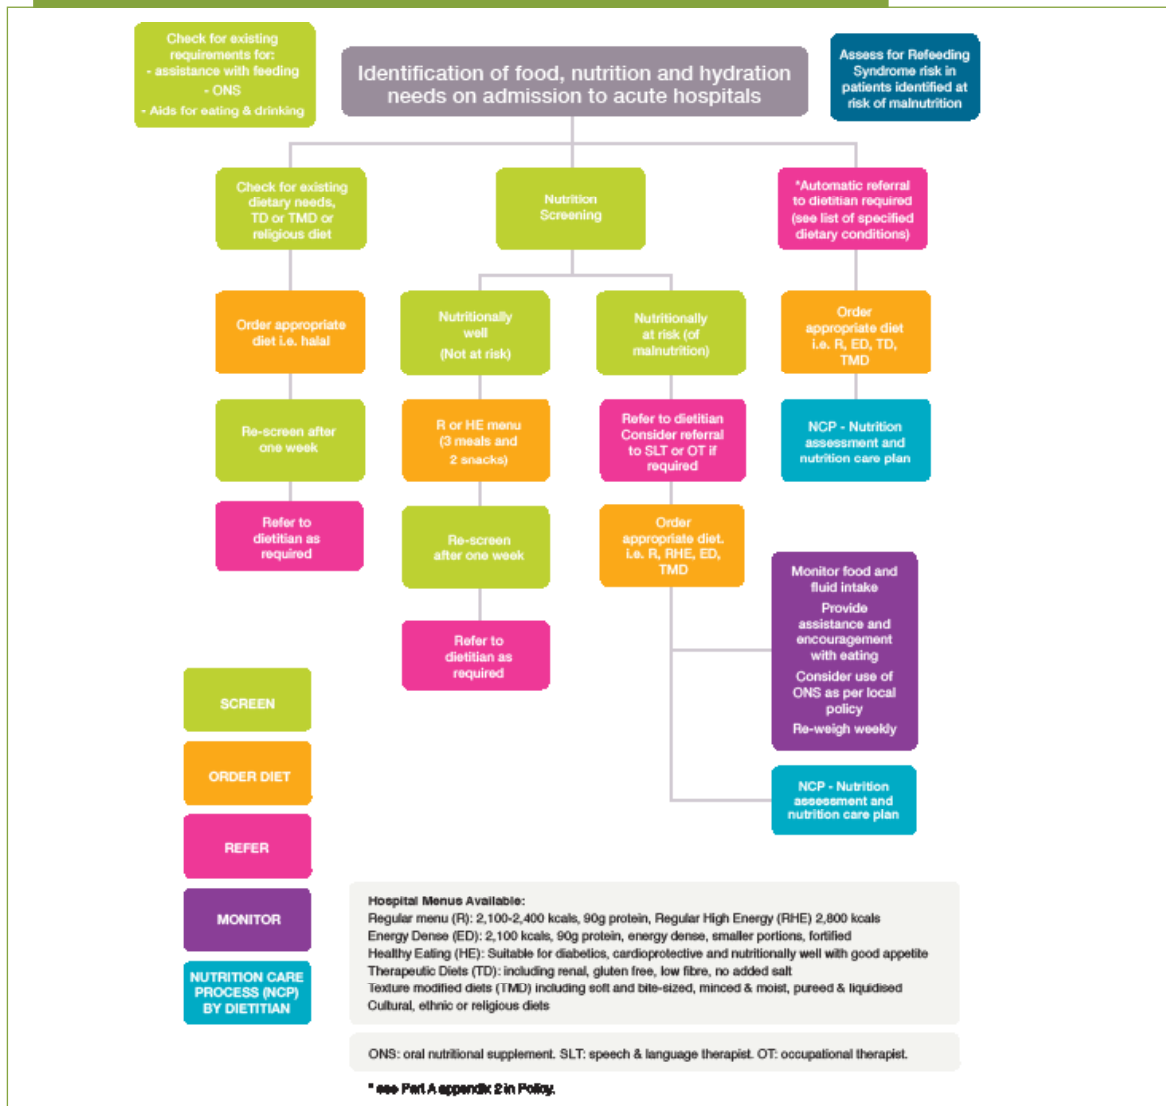 Check for existing
requirements for:
- assistance with feeding
- ONS
- Aids for eating & drinking
Identification of food, nutrition and hydration
needs on admission to acute hospitals
Assess for Refeeding
Syndrome risk in
patients identified at
risk of malnutrition
Check for existing
dietary needs,
TD or TMD or
religious diet
Nutrition
Screening
*Automatic referral
to dietitian required
(see list of specified
dietary conditions)
Order appropriate
diet i.e. halal
Nutritionally
well
(Not at risk)
Nutritionally
at risk (of
malnutrition)
Order
appropriate diet
i.e. R, ED, TD,
TMD
Re-screen after
one week
R or HE menu
(3 meals and
2 snacks)
Refer to dietitian
Consider referral
to SLT or OT if
required
NCP - Nutrition
assessment and
nutrition care plan
Refer to
dietitian as
required
Re-screen
after one week
Order
appropriate diet.
i.e. R, RHE, ED,
TMD
Refer to
dietitian as
required
Monitor food and
fluid intake
Provide
assistance and
encouragement
with eating
Consider use of
ONS as per local
policy
Re-weigh weekly
NCP - Nutrition
assessment and
nutrition care plan
SCREEN
ORDER DIET
REFER
MONITOR
NUTRITION CARE
PROCESS (NCP)
BY DIETITIAN
Hospital Menus Available:
Regular menu (R): 2,100-2,400 kcals, 90g protein, Regular High Energy (RHE) 2,800 kcals
Energy Dense (ED): 2,100 kcals, 90g protein, energy dense, smaller portions, fortified
Healthy Eating (HE): Suitable for diabetics, cardioprotective and nutritionally well with good appetite
Therapeutic Diets (TD): including renal, gluten free, low fibre, no added salt
Texture modified diets (TMD) including soft and bite-sized, minced & moist, pureed & liquidised
Cultural, ethnic or religious diets
ONS: oral nutritional supplement. SLT: speech & language therapist. OT: occupational therapist.
* see Part A appendix 2 in Policy.